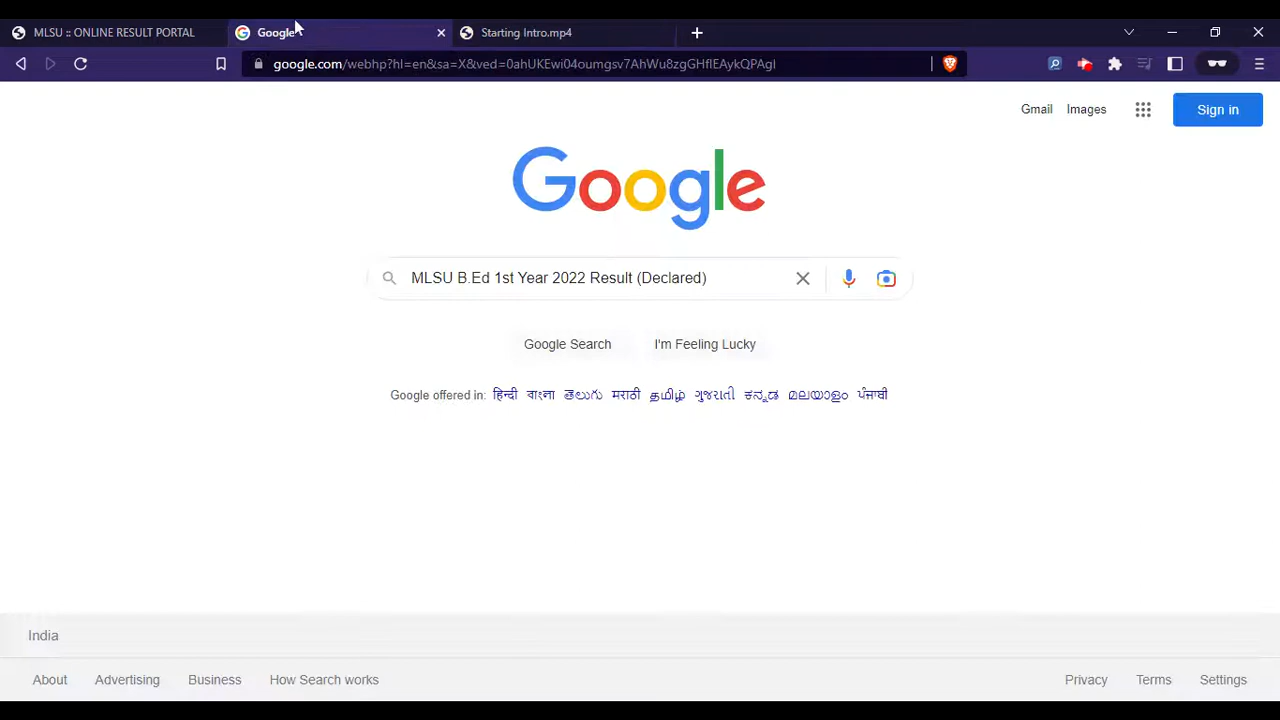 MLSU :: ONLINE RESULT PORTAL
Google
Starting Intro.mp4
google.com/webhp?hl=en&sa=X&ved=0ahUKEwi04oumgsv7AhWu8zgGHflEAykQPAgI
Gmail Images Sign in
Google
MLSU B.Ed 1st Year 2022 Result (Declared)
Google Search I'm Feeling Lucky
Google offered in: हिन्दी বাংলা తెలుగు मराठी தமிழ் ગુજરાતી ಕನ್ನಡ മലയാളം ਪੰਜਾਬੀ
India
About Advertising Business How Search works Privacy Terms Settings